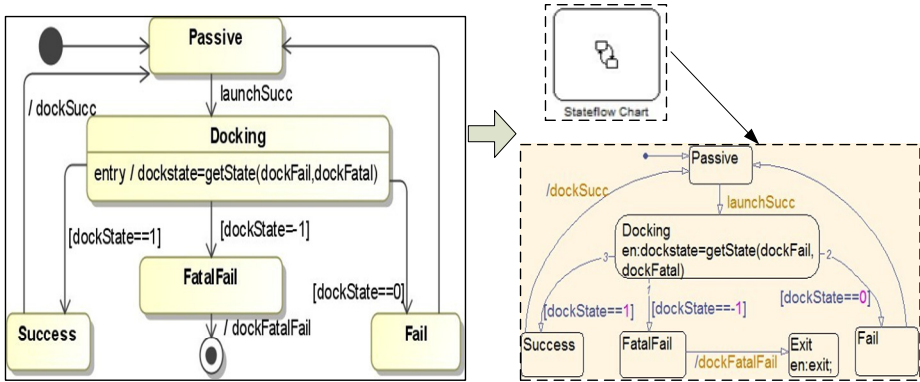 Passive
launchSucc
/ dockSucc
Docking
entry / dockstate=getState(dockFail,dockFatal)
[dockState==1]
[dockState=-1]
[dockState==0]
FatalFail
Success
/ dockFatalFail
Fail
Stateflow Chart
Passive
/dockSucc
launchSucc
Docking
en:dockstate=getState(dockFail,
dockFatal)
3
2
1
[dockState==1]
[dockState==-1]
[dockState==0]
Success
FatalFail
/dockFatalFail
Exit
en:exit;
Fail